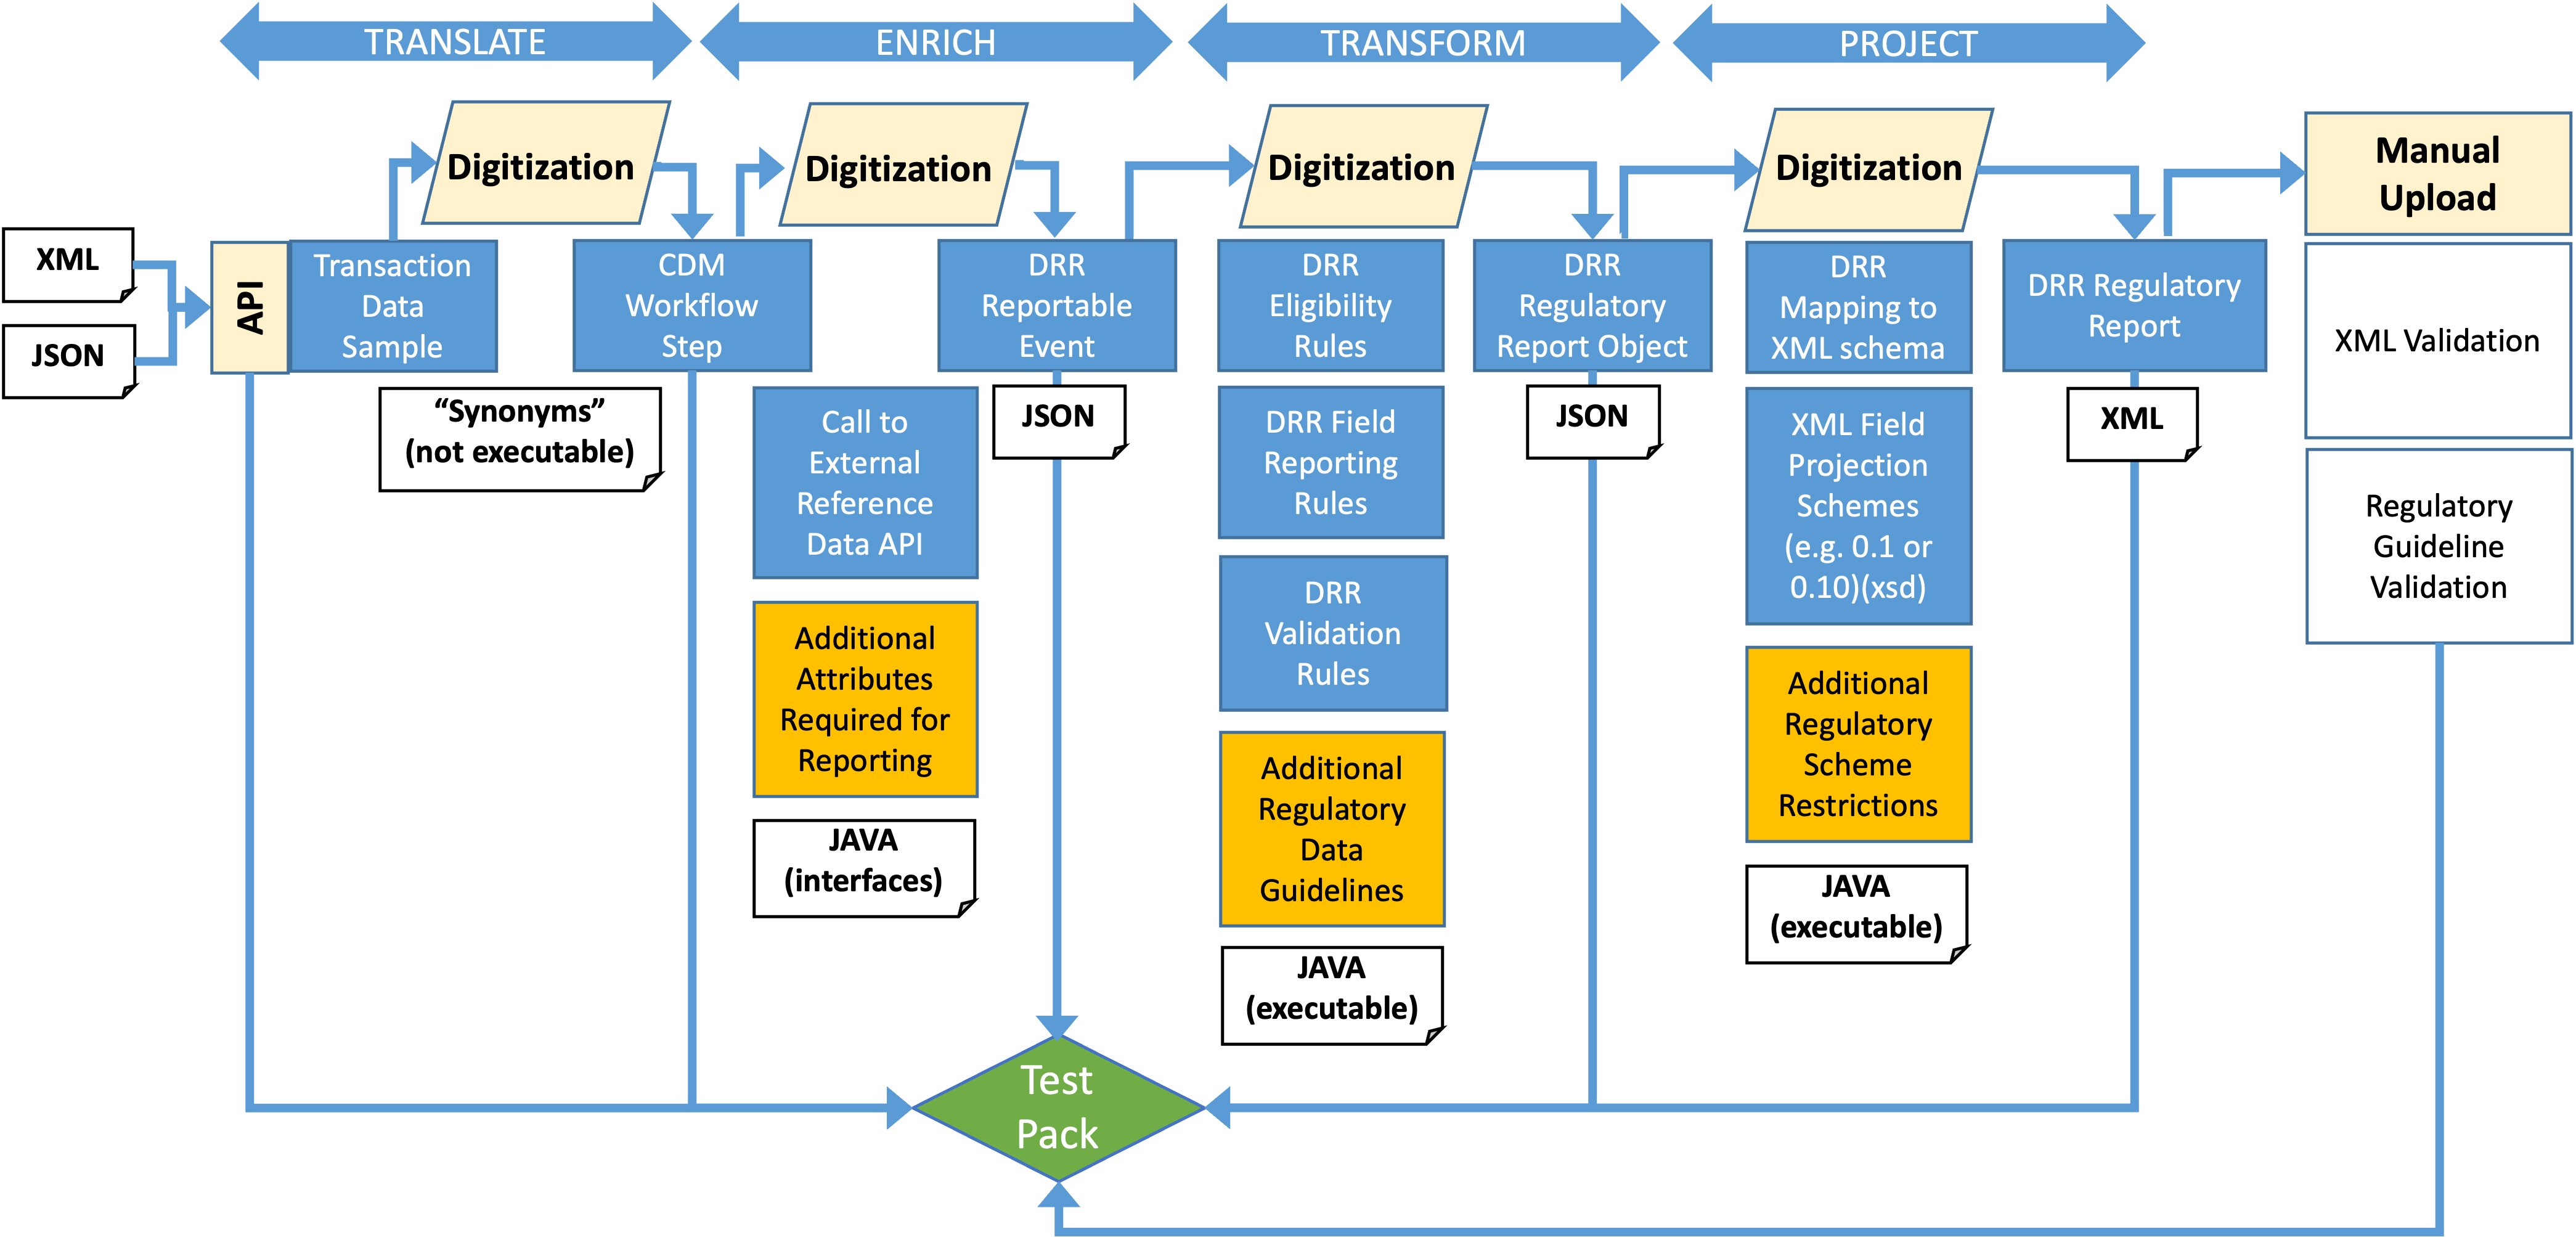 TRANSLATE
ENRICH
TRANSFORM
PROJECT
Digitization
Digitization
Digitization
Digitization
Manual
Upload
XML
JSON
API
Transaction
Data
Sample
CDM
Workflow
Step
DRR
Reportable
Event
DRR
Eligibility
Rules
DRR
Regulatory
Report Object
DRR
Mapping to
XML schema
DRR Regulatory
Report
XML Validation
“Synonyms”
(not executable)
Call to
External
Reference
Data API
JSON
DRR Field
Reporting
Rules
JSON
XML Field
Projection
Schemes
(e.g. 0.1 or
0.10)(xsd)
XML
Regulatory
Guideline
Validation
Additional
Attributes
Required for
Reporting
DRR
Validation
Rules
Additional
Regulatory
Scheme
Restrictions
JAVA
(interfaces)
Additional
Regulatory
Data
Guidelines
JAVA
(executable)
JAVA
(executable)
Test
Pack